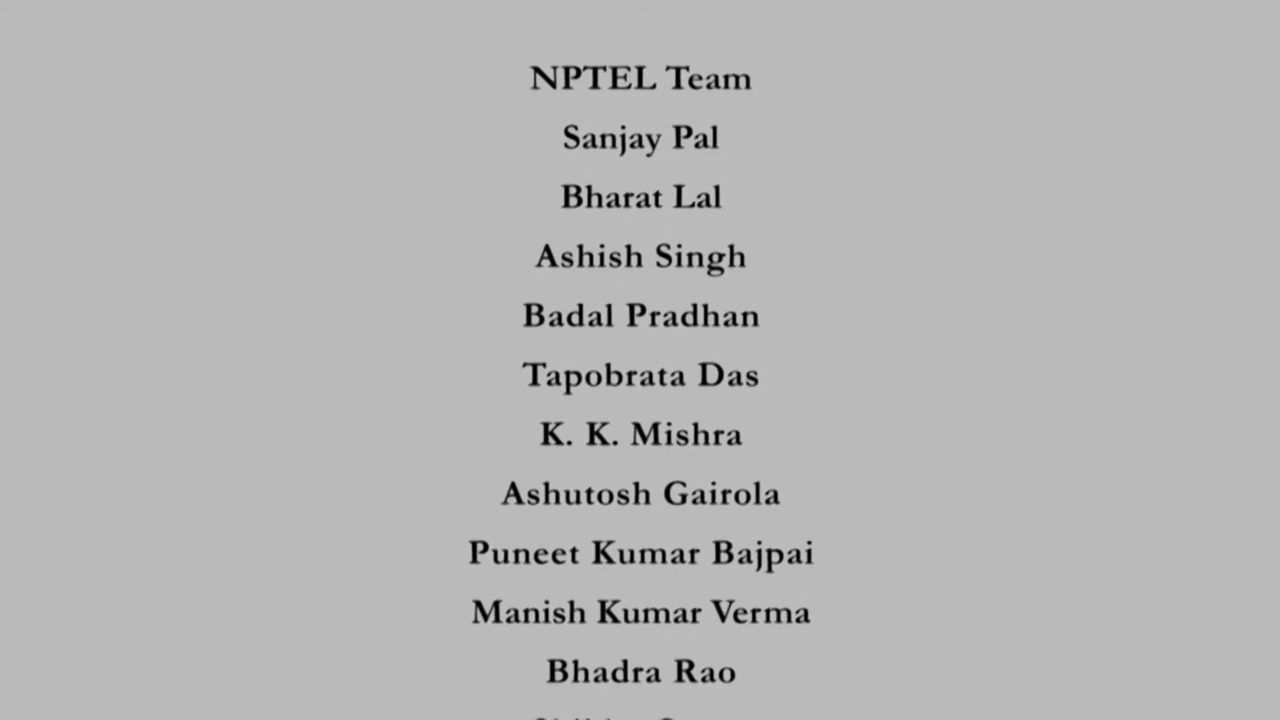 NPTEL Team
Sanjay Pal
Bharat Lal
Ashish Singh
Badal Pradhan
Tapobrata Das
K. K. Mishra
Ashutosh Gairola
Puneet Kumar Bajpai
Manish Kumar Verma
Bhadra Rao